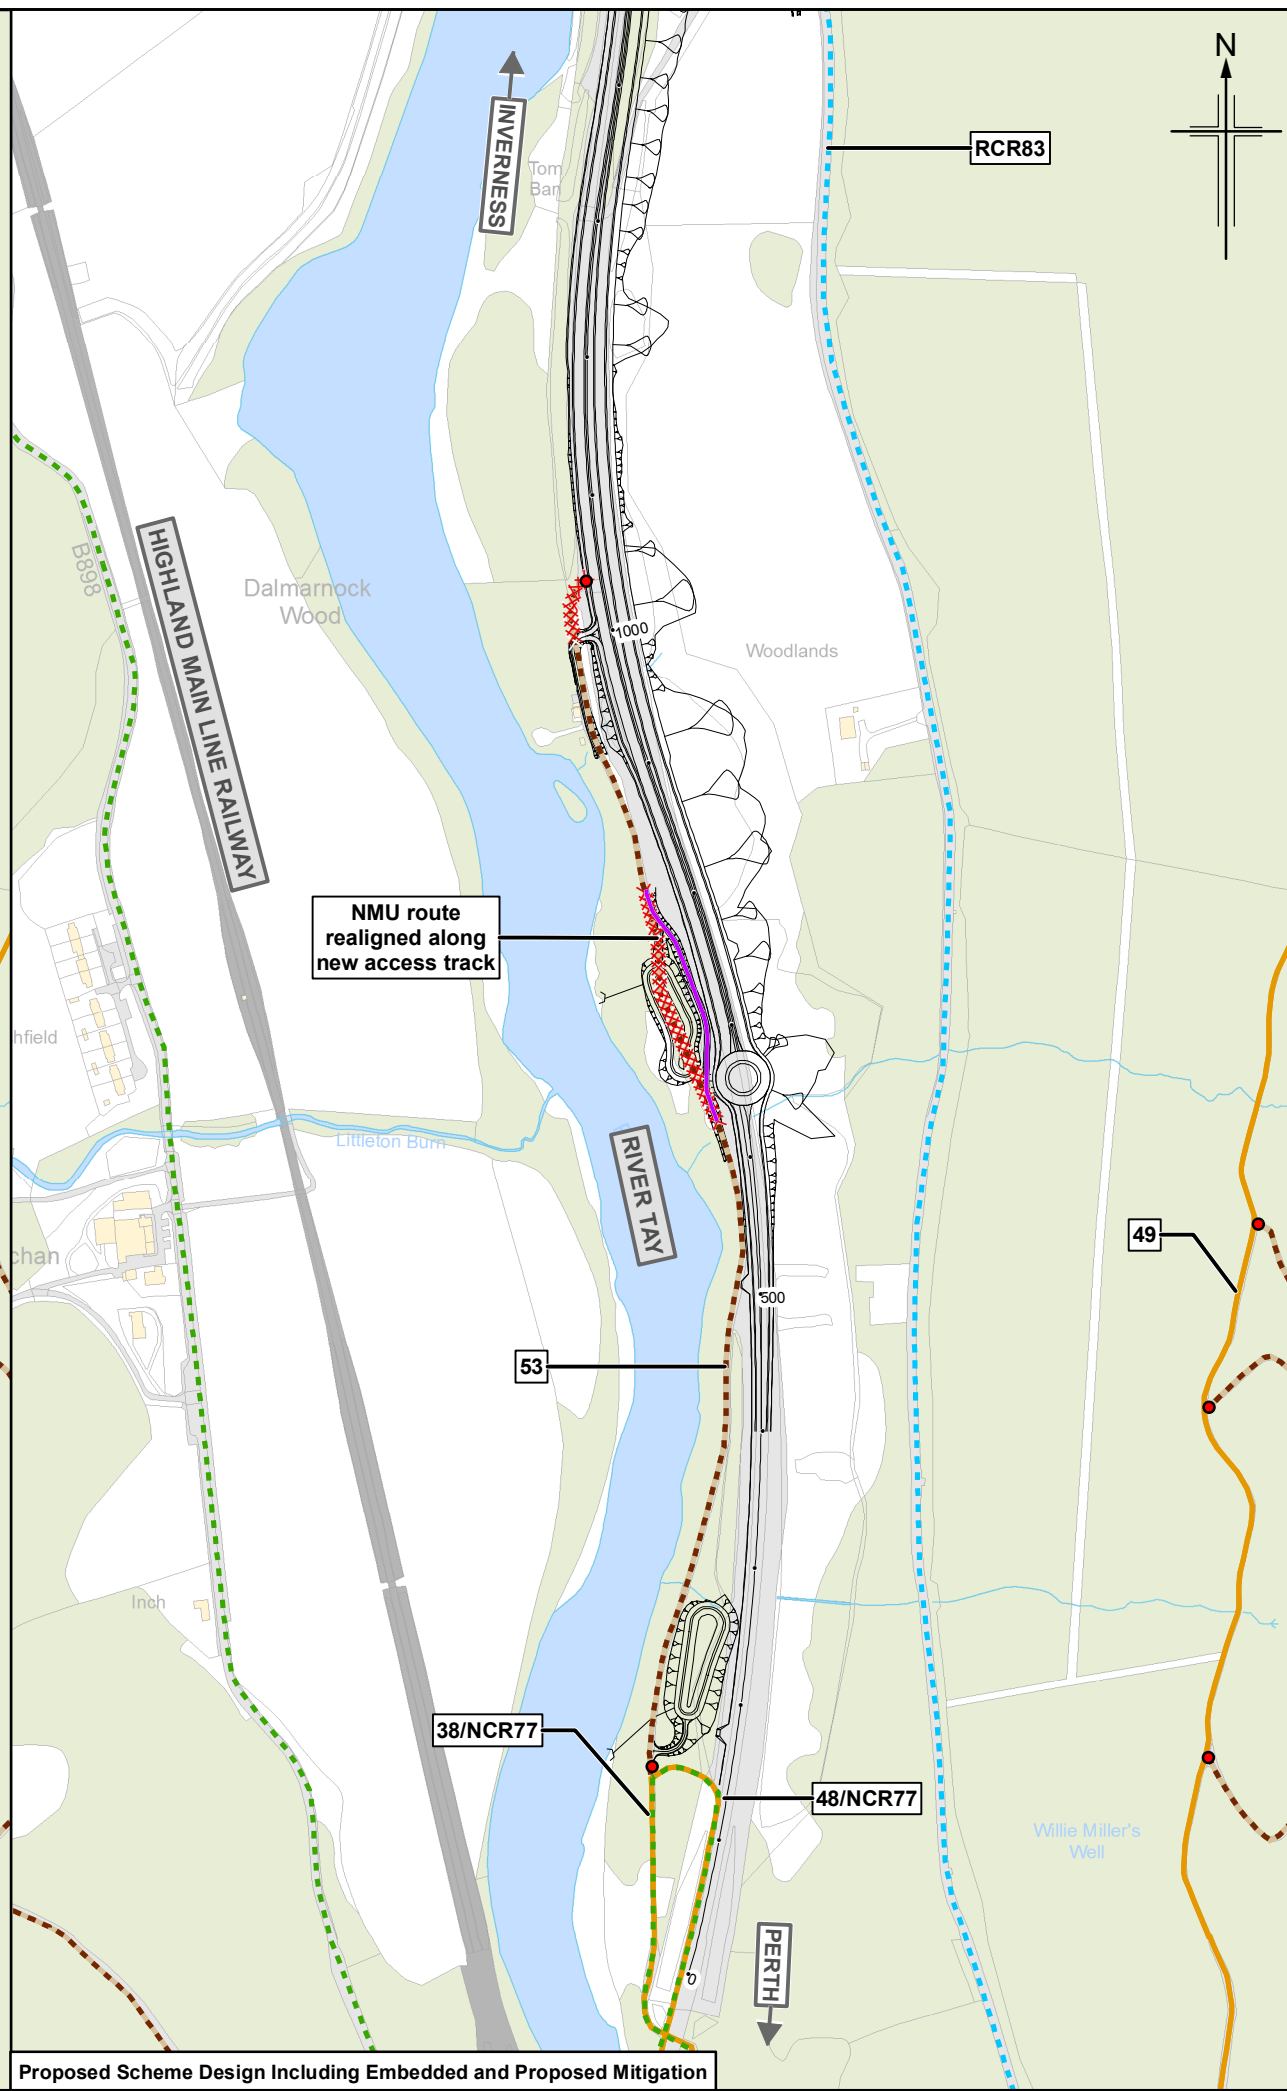 N
INVERNESS
Tom
Ban
RCR83
B898
HIGHLAND MAIN LINE RAILWAY
Dalmarnock
Wood
1000
Woodlands
NMU route
realigned along
new access track
hfield
Littleton Burn
RIVER TAY
chan
49
500
53
Inch
38/NCR77
48/NCR77
Willie Miller's
Well
PERTH
0
Proposed Scheme Design Including Embedded and Proposed Mitigation